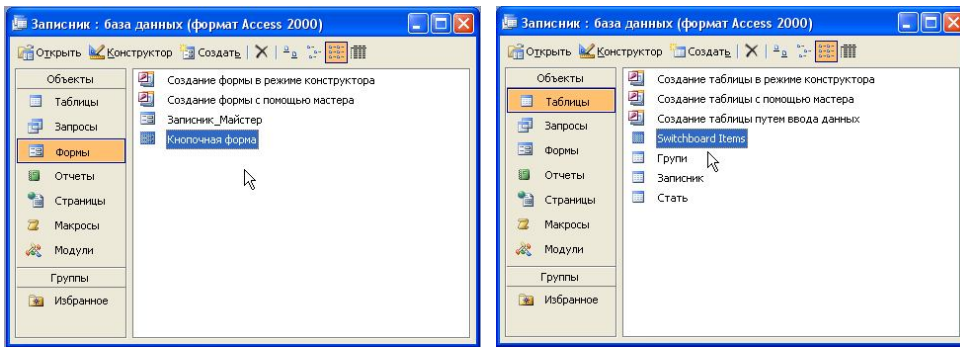 Записник : база данных (формат Access 2000)
Открыть Конструктор Создать
Объекты
Таблицы
Запросы
Формы
Отчеты
Страницы
Макросы
Модули
Группы
Избранное
Создание формы в режиме конструктора
Создание формы с помощью мастера
Записник_Майстер
Кнопочная форма
Записник : база данных (формат Access 2000)
Открыть Конструктор Создать
Объекты
Таблицы
Запросы
Формы
Отчеты
Страницы
Макросы
Модули
Группы
Избранное
Создание таблицы в режиме конструктора
Создание таблицы с помощью мастера
Создание таблицы путем ввода данных
Switchboard Items
Групи
Записник
Стать